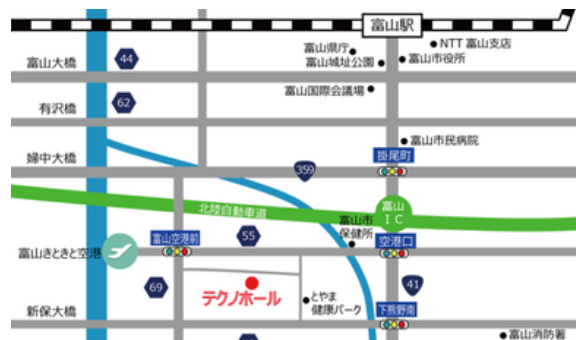 富山駅
NTT 富山支店
富山県庁
富山市役所
富山大橋
44
富山城址公園
富山国際会議場
62
有沢橋
富山市民病院
掛尾町
婦中大橋
359
北陸自動車道
富山
IC
富山市
保健所
富山空港前
55
空港口
富山きときと空港
69
テクノホール
41
とやま
健康パーク
新保大橋
下熊野南
富山消防署